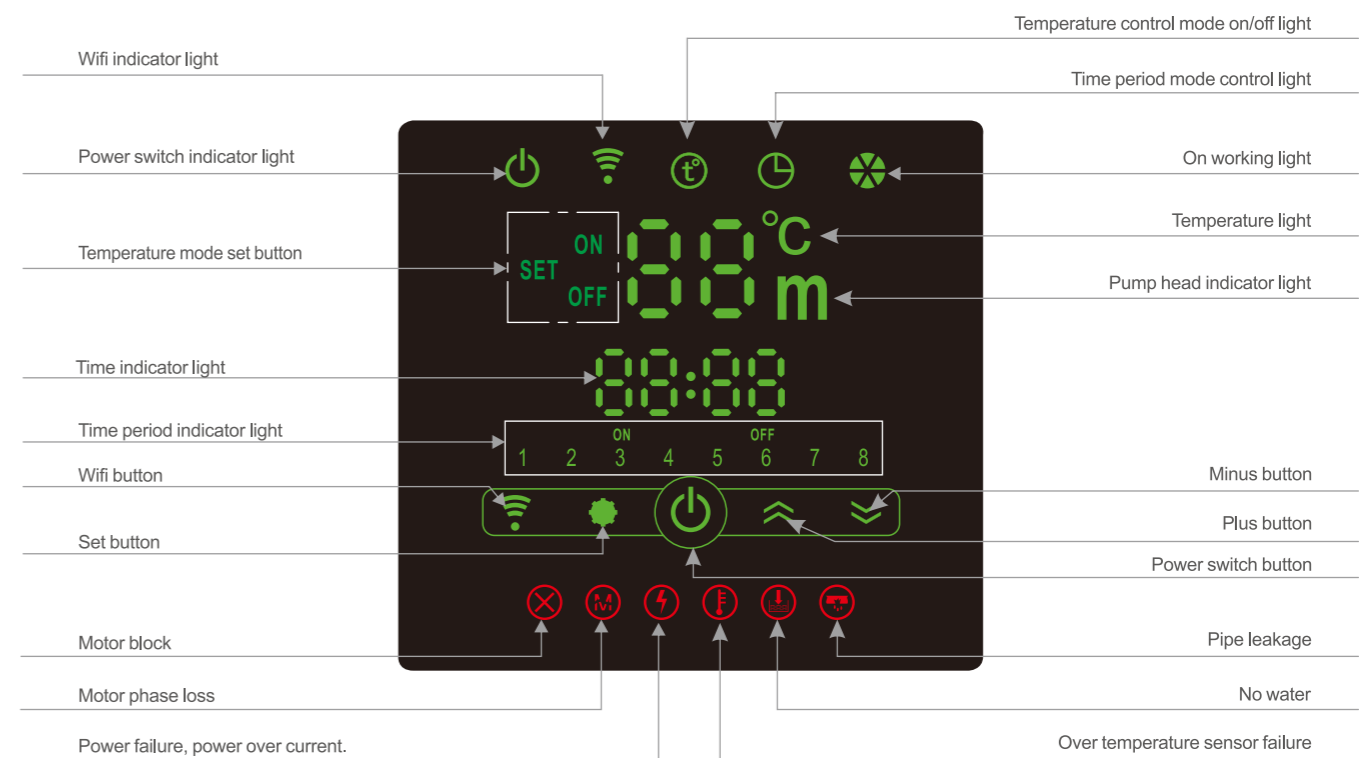 Temperature control mode on/off light
Wifi indicator light
Time period mode control light
Power switch indicator light
On working light
t°
Temperature light
ON
SET
OFF
88 °C
m
Temperature mode set button
Pump head indicator light
Time indicator light
88:88
Time period indicator light
ON OFF
1 2 3 4 5 6 7 8
Wifi button
Minus button
Plus button
Set button
Power switch button
M
Motor block
Pipe leakage
Motor phase loss
No water
Power failure, power over current.
Over temperature sensor failure